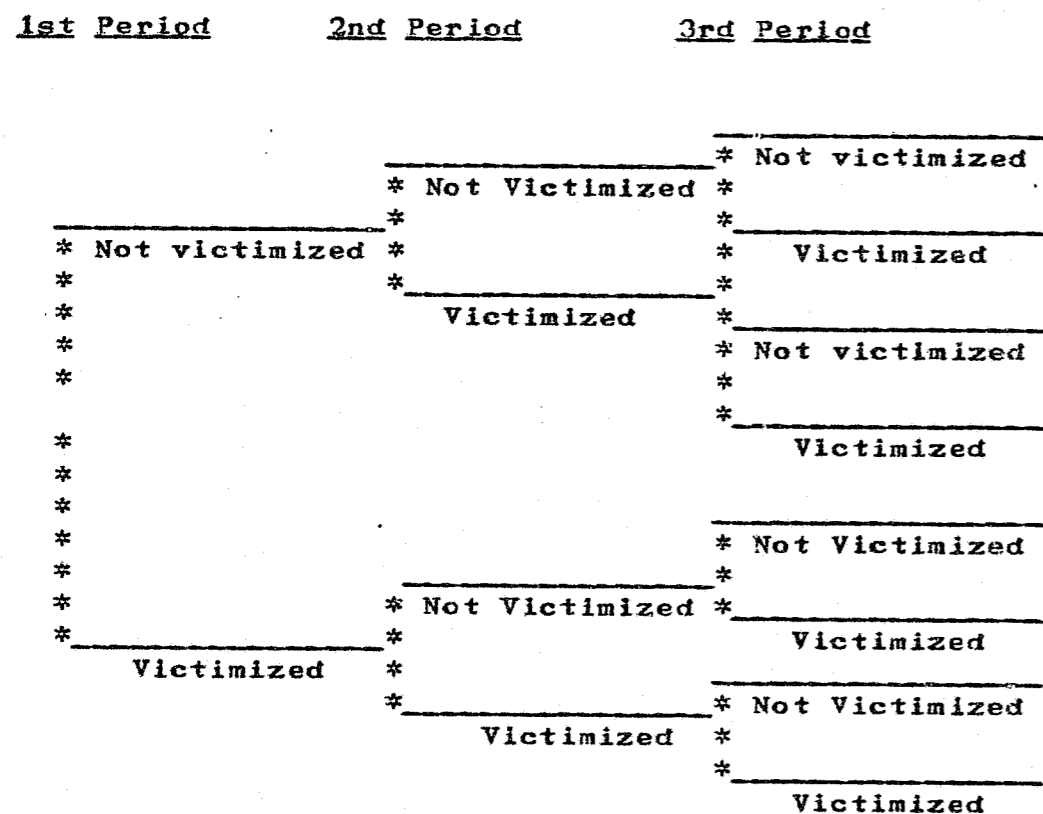 1st Period 2nd Period 3rd Period
* Not victimized
* Not Victimized *
* *
* Not victimized * * Victimized
* * *
* Victimized *
* * Not victimized
* *
*
* Victimized
*
*
* * Not Victimized
* *
* * Not Victimized *
* * Victimized
Victimized *
* * Not Victimized
Victimized *
*
Victimized